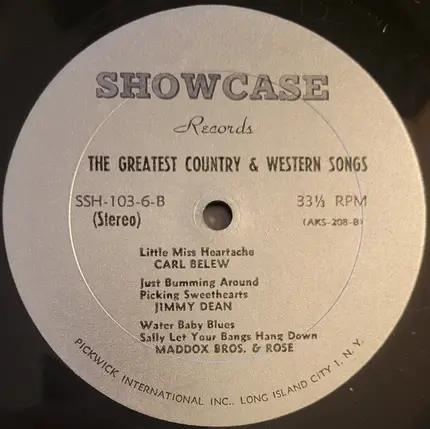 SHOWCASE
Records
THE GREATEST COUNTRY & WESTERN SONGS
SSH-103-6-B 33⅓ RPM
(Stereo) (AKS-208-B)
Little Miss Heartache
CARL BELEW
Just Bumming Around
Picking Sweethearts
JIMMY DEAN
Water Baby Blues
Sally Let Your Bangs Hang Down
MADDOX BROS. & ROSE
PICKWICK INTERNATIONAL INC., LONG ISLAND CITY 1, N. Y.